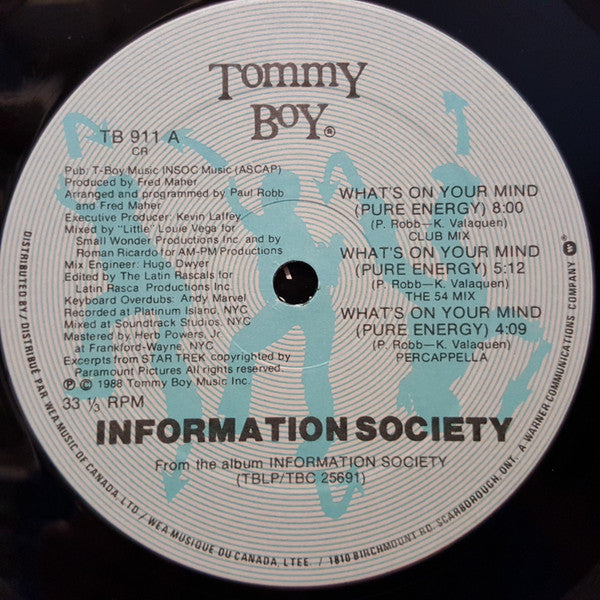 TOMMY
BOY®
TB 911 A
CR
Pub: T-Boy Music INSOC Music (ASCAP)
Produced by Fred Maher
Arranged and programmed by Paul Robb
and Fred Maher
Executive Producer: Kevin Laffey
Mixed by "Little" Louie Vega for
Small Wonder Productions Inc. and by
Roman Ricardo for AM-PM Productions
Mix Engineer: Hugo Dwyer
Edited by The Latin Rascals for
Latin Rasca Productions Inc.
Keyboard Overdubs: Andy Marvel
Recorded at Platinum Island, NYC
Mixed at Soundtrack Studios, NYC
Mastered by Herb Powers, Jr.
at Frankford-Wayne, NYC
Excerpts from STAR TREK copyrighted by
Paramount Pictures All rights reserved.
Ⓟ © 1988 Tommy Boy Music Inc.
33 ⅓ RPM
WHAT'S ON YOUR MIND
(PURE ENERGY) 8:00
(P. Robb—K. Valaquen)
CLUB MIX
WHAT'S ON YOUR MIND
(PURE ENERGY) 5:12
(P. Robb—K. Valaquen)
THE 54 MIX
WHAT'S ON YOUR MIND
(PURE ENERGY) 4:09
(P. Robb—K. Valaquen)
PERCAPPELLA
INFORMATION SOCIETY
From the album INFORMATION SOCIETY
(TBLP/TBC 25691)
DISTRIBUTED BY / DISTRIBUÉ PAR WEA MUSIC OF CANADA, LTD / WEA MUSIQUE DU CANADA, LTEE. / 1810 BIRCHMOUNT RD. SCARBOROUGH, ONT. A WARNER COMMUNICATIONS COMPANY ®